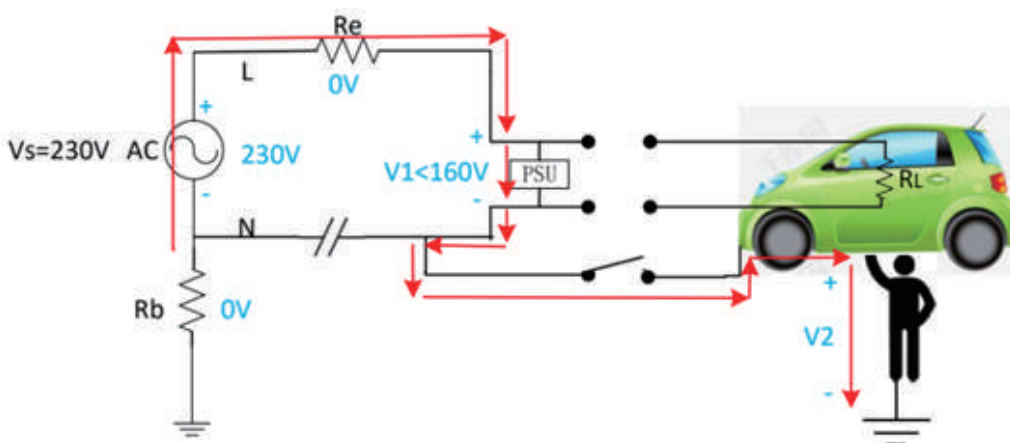 Re
L
0V
+
+
Vs=230V AC
230V
V1<160V
PSU
RL
-
-
N
Rb
0V
+
V2
-